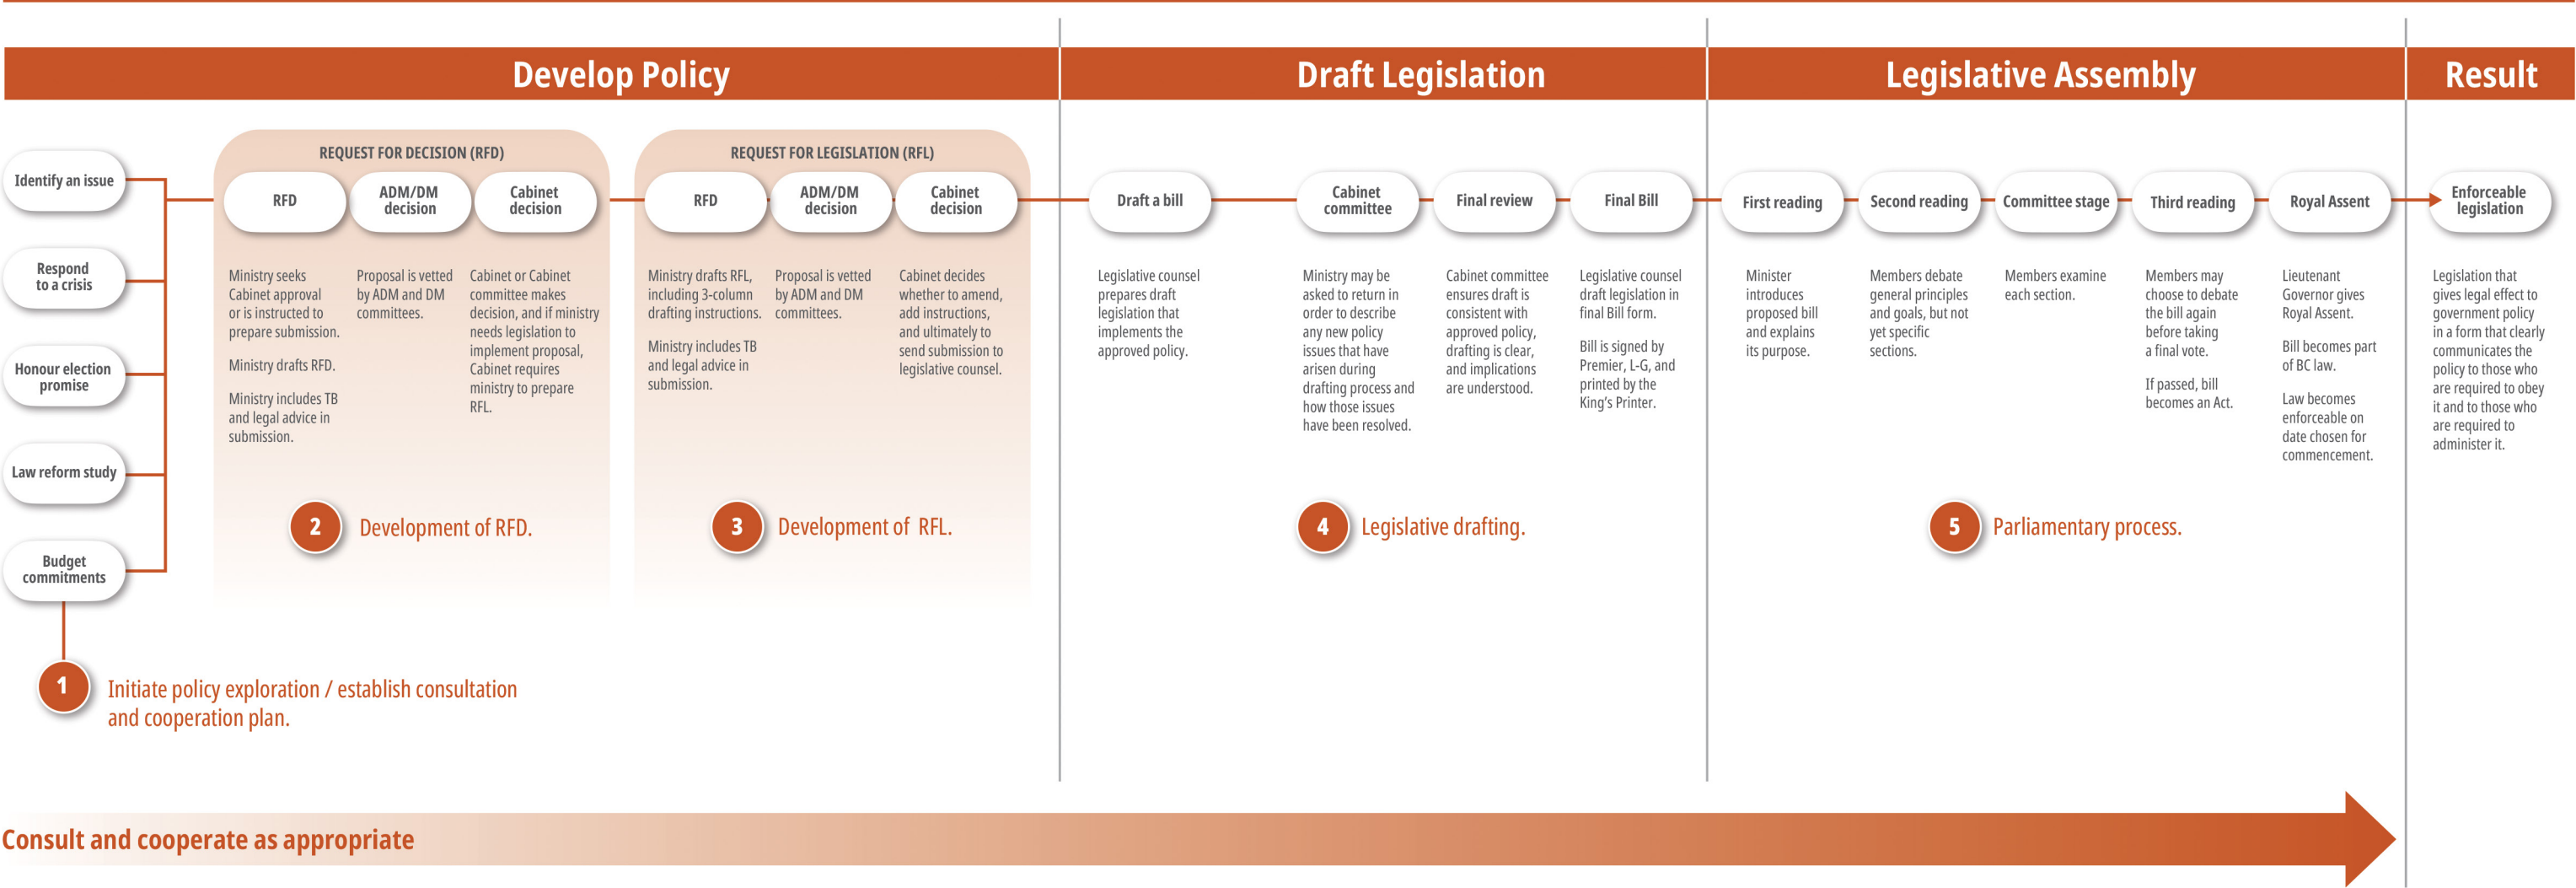 Develop Policy
Draft Legislation
Legislative Assembly
Result
Identify an issue
Respond
to a crisis
Honour election
promise
Law reform study
Budget
commitments
1
Initiate policy exploration / establish consultation
and cooperation plan.
REQUEST FOR DECISION (RFD)
RFD
Ministry seeks
Cabinet approval
or is instructed to
prepare submission.
Ministry drafts RFD.
Ministry includes TB
and legal advice in
submission.
ADM/DM
decision
Proposal is vetted
by ADM and DM
committees.
Cabinet
decision
Cabinet or Cabinet
committee makes
decision, and if ministry
needs legislation to
implement proposal,
Cabinet requires
ministry to prepare
RFL.
2
Development of RFD.
REQUEST FOR LEGISLATION (RFL)
RFD
Ministry drafts RFL,
including 3-column
drafting instructions.
Ministry includes TB
and legal advice in
submission.
ADM/DM
decision
Proposal is vetted
by ADM and DM
committees.
Cabinet
decision
Cabinet decides
whether to amend,
add instructions,
and ultimately to
send submission to
legislative counsel.
3
Development of RFL.
Draft a bill
Legislative counsel
prepares draft
legislation that
implements the
approved policy.
Cabinet
committee
Ministry may be
asked to return in
order to describe
any new policy
issues that have
arisen during
drafting process and
how those issues
have been resolved.
Final review
Cabinet committee
ensures draft is
consistent with
approved policy,
drafting is clear,
and implications
are understood.
Final Bill
Legislative counsel
draft legislation in
final Bill form.
Bill is signed by
Premier, L-G, and
printed by the
King's Printer.
4
Legislative drafting.
First reading
Minister
introduces
proposed bill
and explains
its purpose.
Second reading
Members debate
general principles
and goals, but not
yet specific
sections.
Committee stage
Members examine
each section.
Third reading
Members may
choose to debate
the bill again
before taking
a final vote.
If passed, bill
becomes an Act.
Royal Assent
Lieutenant
Governor gives
Royal Assent.
Bill becomes part
of BC law.
Law becomes
enforceable on
date chosen for
commencement.
5
Parliamentary process.
Enforceable
legislation
Legislation that
gives legal effect to
government policy
in a form that clearly
communicates the
policy to those who
are required to obey
it and to those who
are required to
administer it.
Consult and cooperate as appropriate